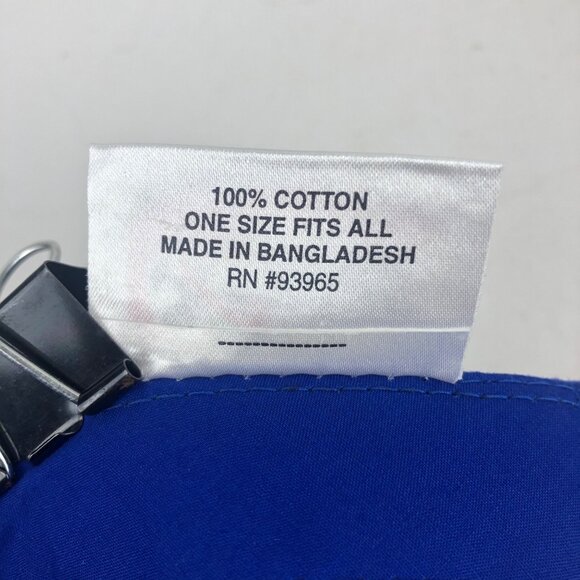 100% COTTON
ONE SIZE FITS ALL
MADE IN BANGLADESH
RN #93965